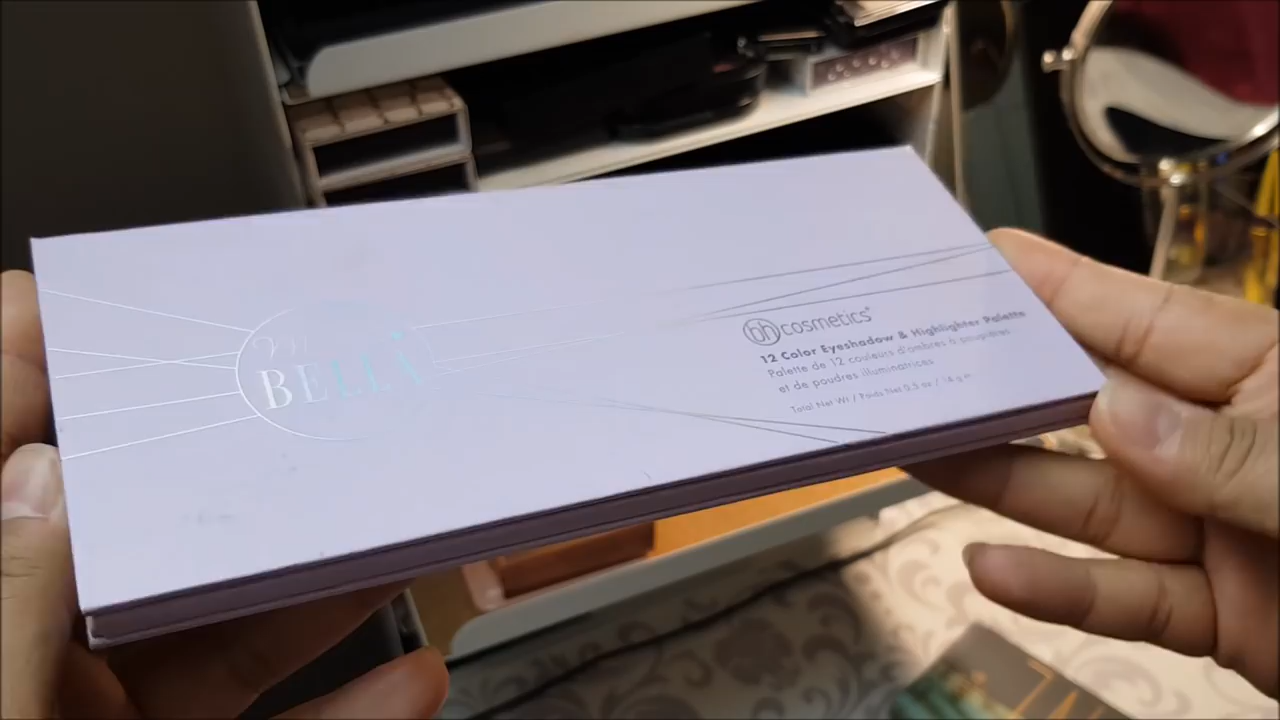 BELLA
bh cosmetics®
12 Color Eyeshadow & Highlighter Palette
Palette de 12 couleurs d'ombres à paupières
et de poudres illuminatrices
Total Net Wt / Poids Net 0.5 oz / 14 g ℮